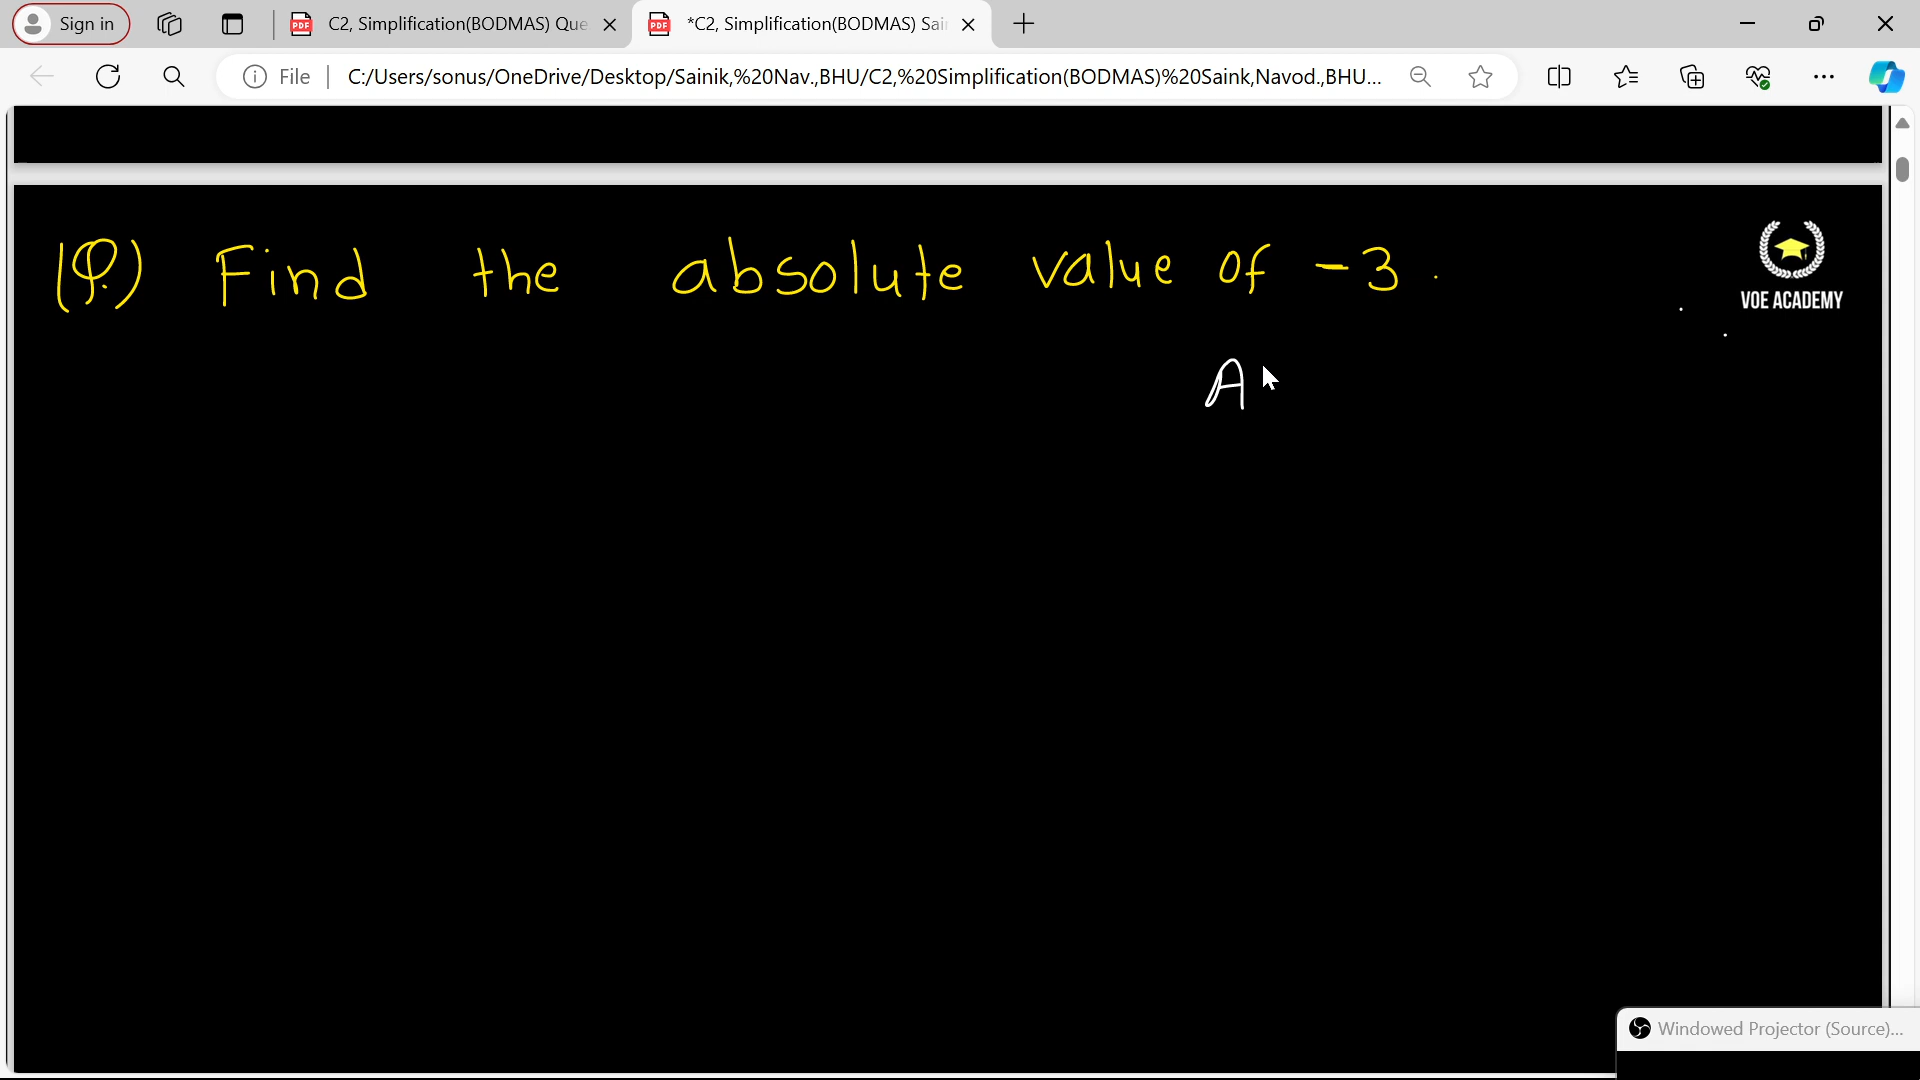 Sign in
C2, Simplification(BODMAS) Que
*C2, Simplification(BODMAS) Sai
File
C:/Users/sonus/OneDrive/Desktop/Sainik,%20Nav.,BHU/C2,%20Simplification(BODMAS)%20Saink,Navod.,BHU...
(Q.) Find the absolute value of -3.
VOE ACADEMY
A
Windowed Projector (Source)...